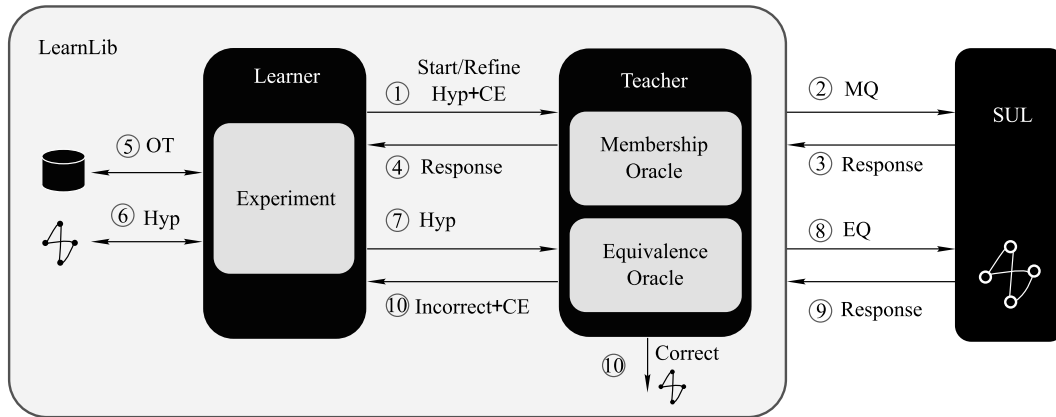 LearnLib
Learner
Experiment
⑤ OT
⑥ Hyp
Start/Refine
① Hyp+CE
④ Response
⑦ Hyp
⑩ Incorrect+CE
Teacher
Membership
Oracle
Equivalence
Oracle
⑩ Correct
② MQ
③ Response
⑧ EQ
⑨ Response
SUL